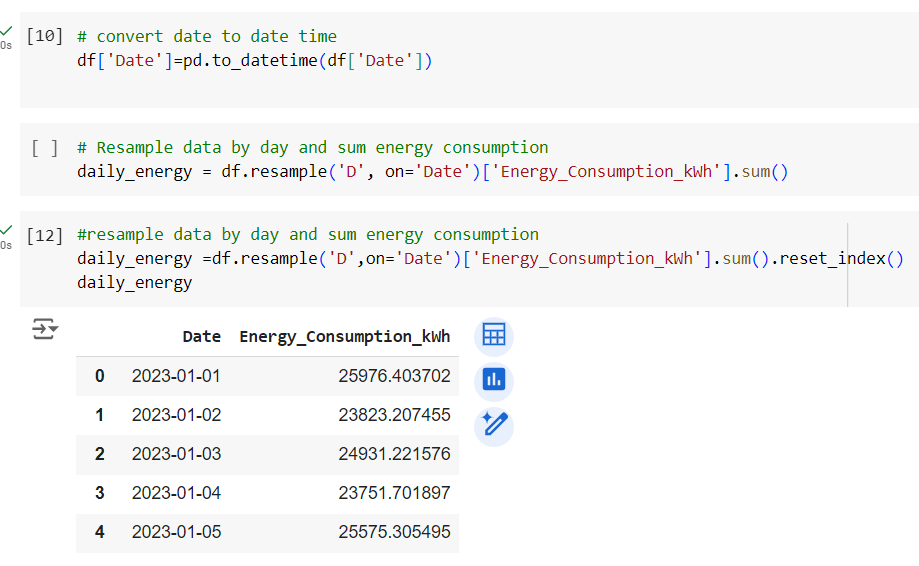 [10] # convert date to date time
0s
df['Date']=pd.to_datetime(df['Date'])
[ ] # Resample data by day and sum energy consumption
daily_energy = df.resample('D', on='Date')['Energy_Consumption_kWh'].sum()
[12] #resample data by day and sum energy consumption
0s
daily_energy =df.resample('D',on='Date')['Energy_Consumption_kWh'].sum().reset_index()
daily_energy
Date Energy_Consumption_kWh
0 2023-01-01 25976.403702
1 2023-01-02 23823.207455
2 2023-01-03 24931.221576
3 2023-01-04 23751.701897
4 2023-01-05 25575.305495